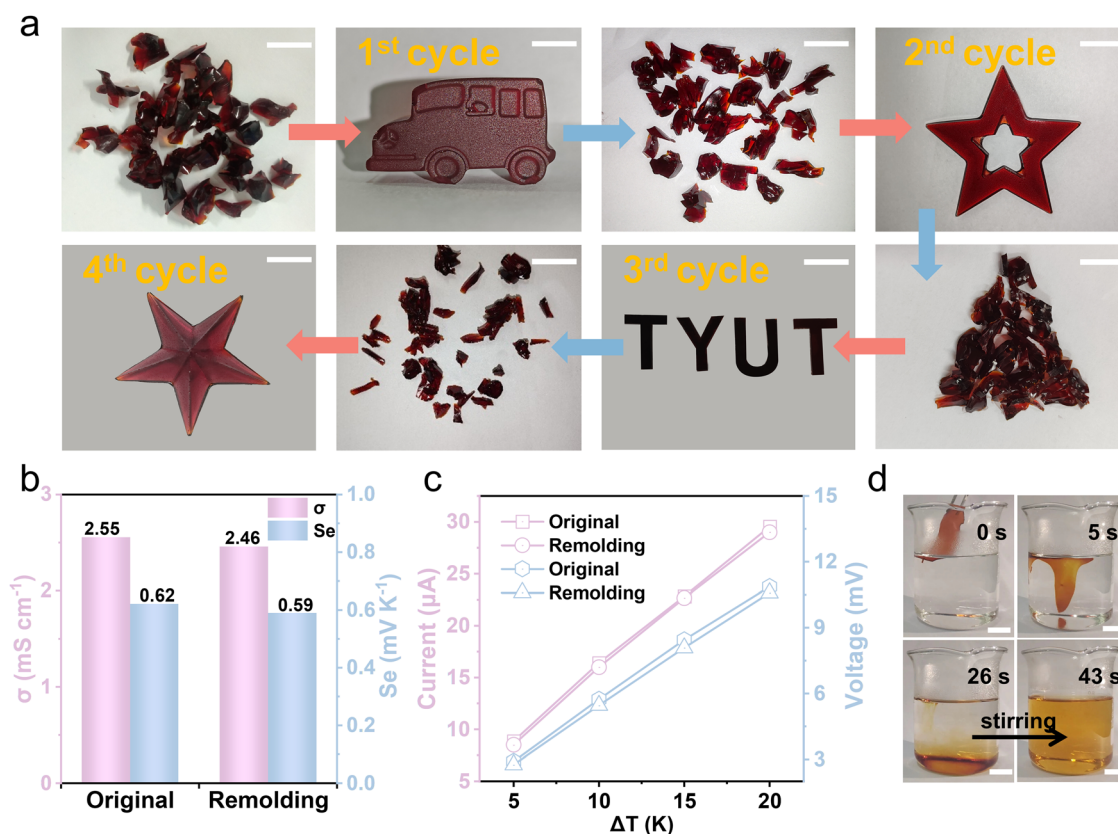 a
1st cycle
2nd cycle
4th cycle
3rd cycle
TYUT
b
3
2
1
0
σ (mS cm⁻¹)
2.55
0.62
2.46
0.59
σ
Se
1.0
0.8
0.6
0.4
0.2
0.0
Se (mV K⁻¹)
Original
Remolding
c
30
25
20
15
10
5
Current (μA)
Original
Remolding
Original
Remolding
15
12
9
6
3
Voltage (mV)
5
10
15
20
ΔT (K)
d
0 s
5 s
26 s
43 s
stirring